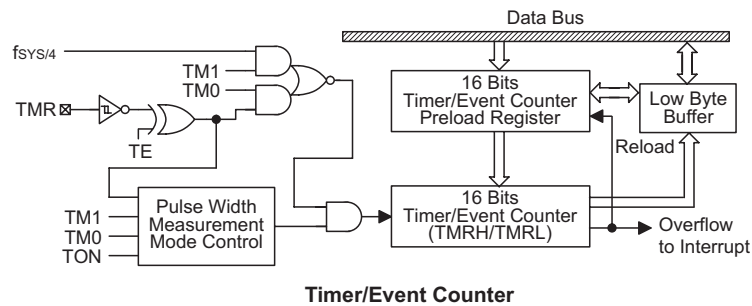 Data Bus
fSYS/4
TM1
TM0
TMR
TE
16 Bits
Timer/Event Counter
Preload Register
Low Byte
Buffer
Reload
TM1
TM0
TON
Pulse Width
Measurement
Mode Control
16 Bits
Timer/Event Counter
(TMRH/TMRL)
Overflow
to Interrupt
Timer/Event Counter